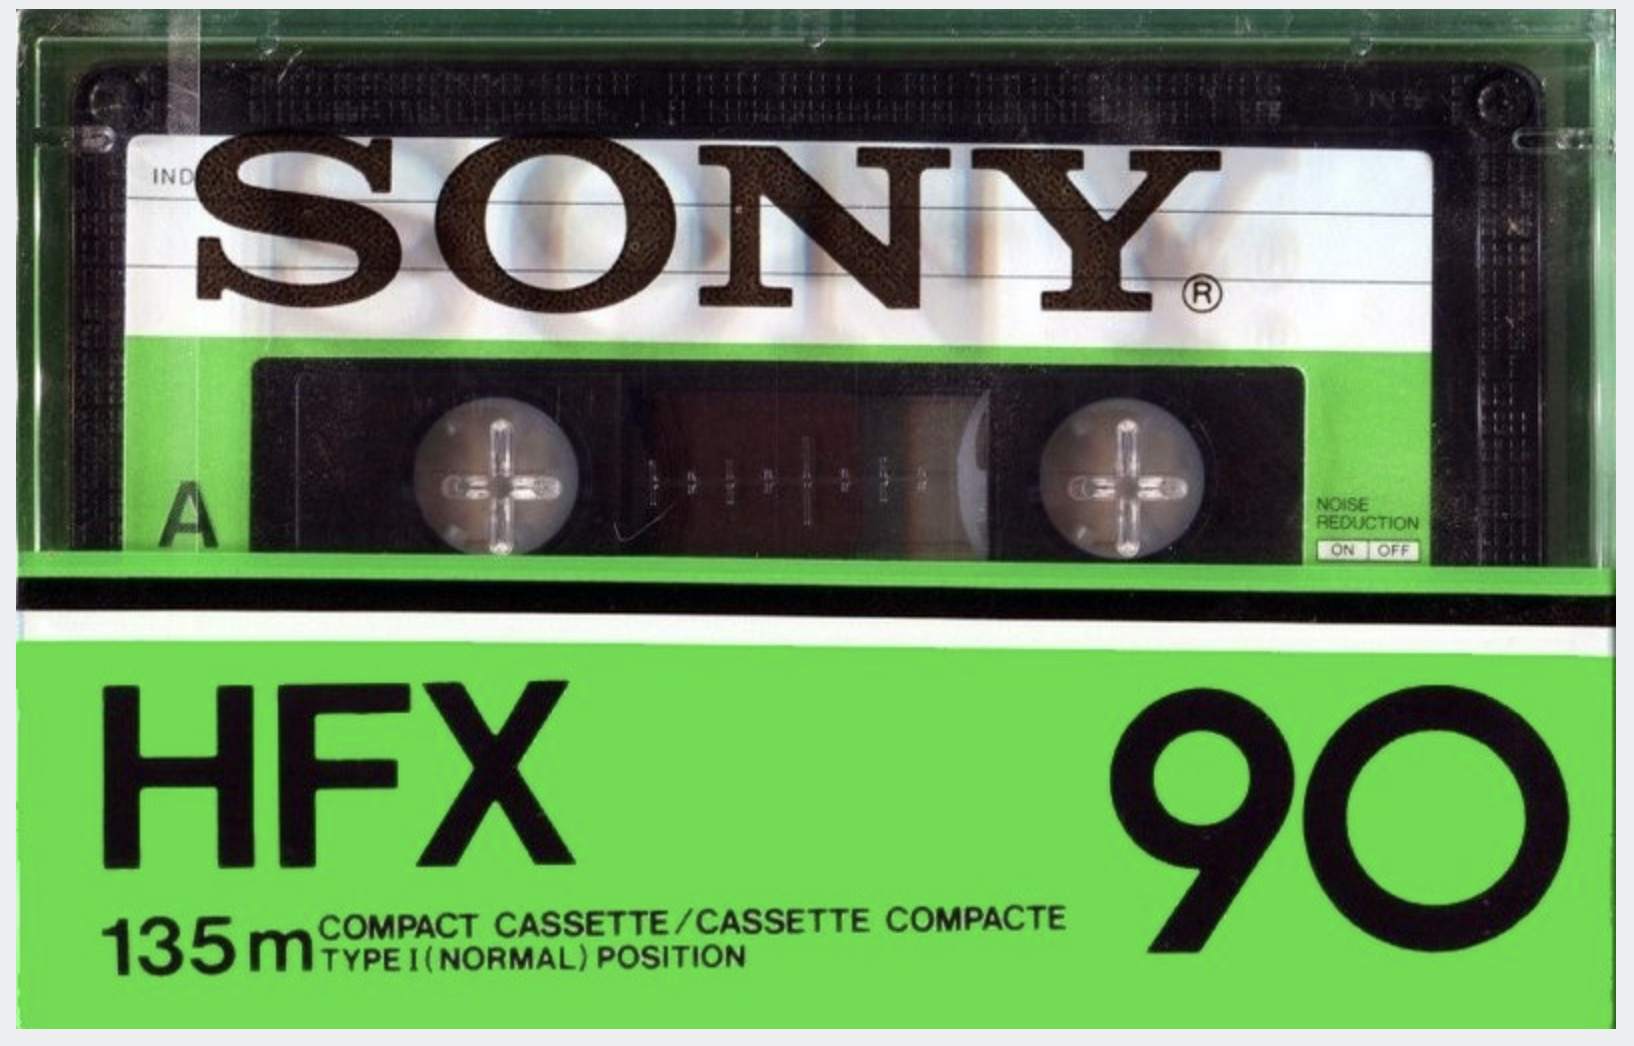 IND
SONY®
A
NOISE
REDUCTION
ON OFF
HFX 90
135m COMPACT CASSETTE/CASSETTE COMPACTE
TYPE I (NORMAL) POSITION